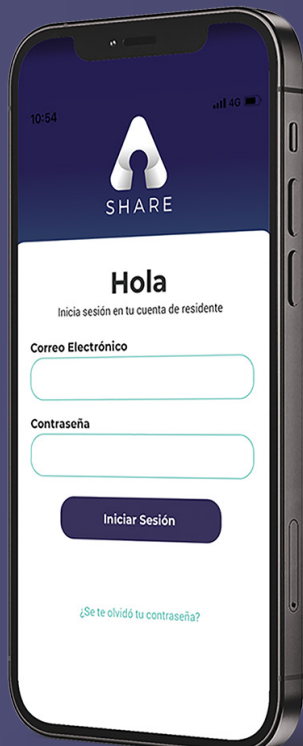 10:54
4G
SHARE
Hola
Inicia sesión en tu cuenta de residente
Correo Electrónico
Contraseña
Iniciar Sesión
¿Se te olvidó tu contraseña?